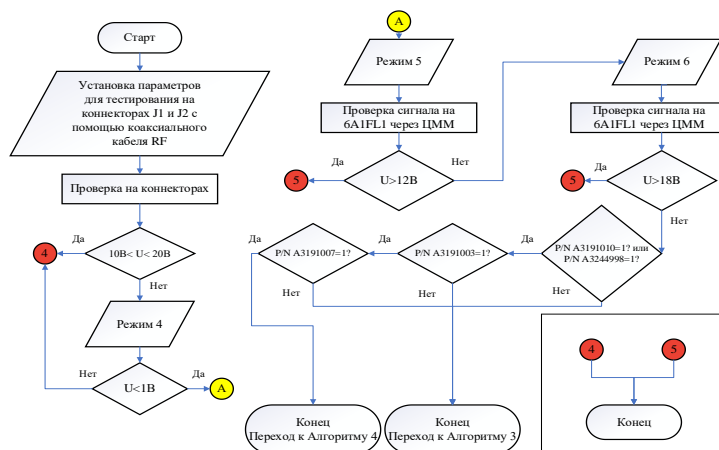 Старт
Установка параметров
для тестирования на
коннекторах J1 и J2 с
помощью коаксиального
кабеля RF
Проверка на коннекторах
Да
4
10В< U< 20В
Нет
Режим 4
Нет
U<1В
Да
А
А
Режим 5
Проверка сигнала на
6A1FL1 через ЦММ
Да
5
U>12В
Нет
Режим 6
Проверка сигнала на
6A1FL1 через ЦММ
Да
5
U>18В
Нет
P/N A3191010=1? или
P/N A3244998=1?
Да
Нет
P/N A3191003=1?
Да
Нет
P/N A3191007=1?
Да
Нет
Конец
Переход к Алгоритму 4
Конец
Переход к Алгоритму 3
4
5
Конец